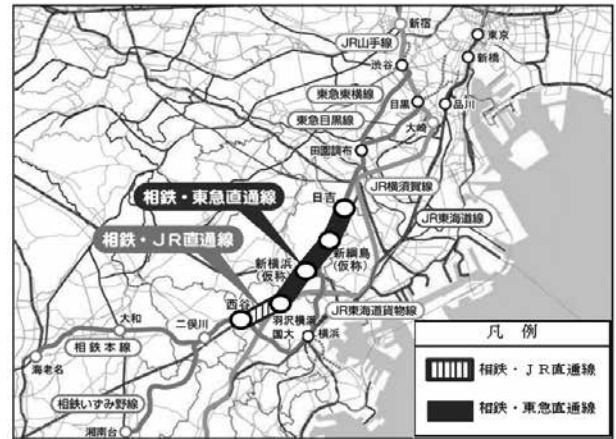 新宿
JR山手線
東京
渋谷
新橋
東急東横線
目黒
品川
東急目黒線
大崎
田園調布
JR横須賀線
相鉄・東急直通線
日吉
JR東海道線
相鉄・JR直通線
新綱島
(仮称)
新横浜
(仮称)
西谷
羽沢横浜
国大
JR東海道貨物線
横浜
二俣川
大和
相鉄本線
海老名
相鉄いずみ野線
湘南台
凡 例
相鉄・JR直通線
相鉄・東急直通線